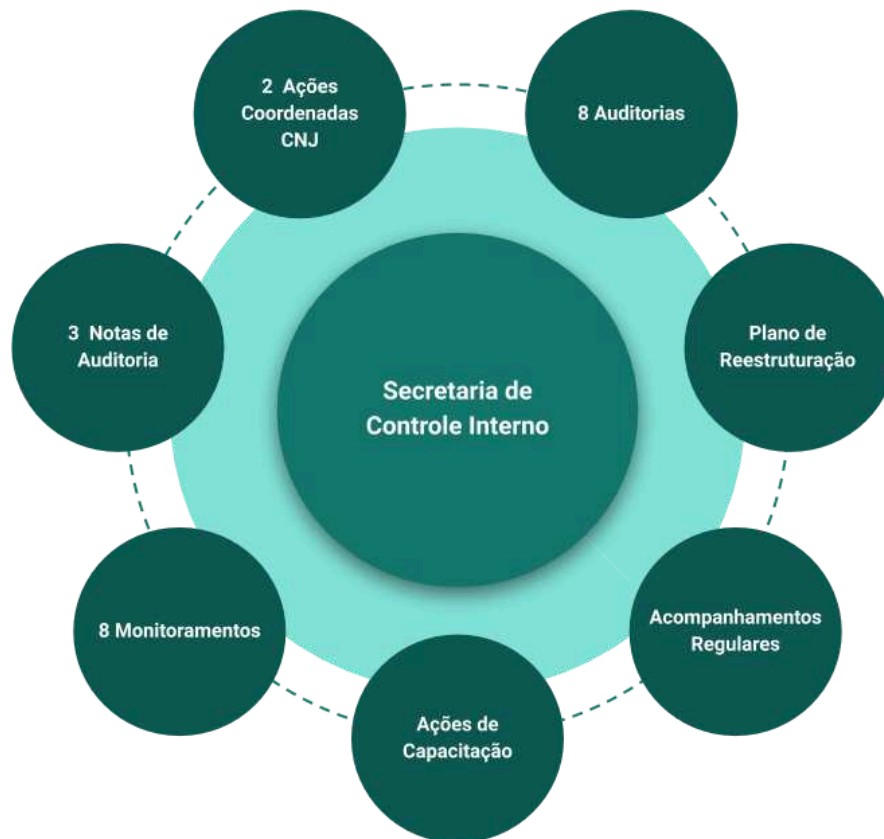 2 Ações
Coordenadas
CNJ
8 Auditorias
3 Notas de
Auditoria
Plano de
Reestruturação
Secretaria de
Controle Interno
8 Monitoramentos
Acompanhamentos
Regulares
Ações de
Capacitação